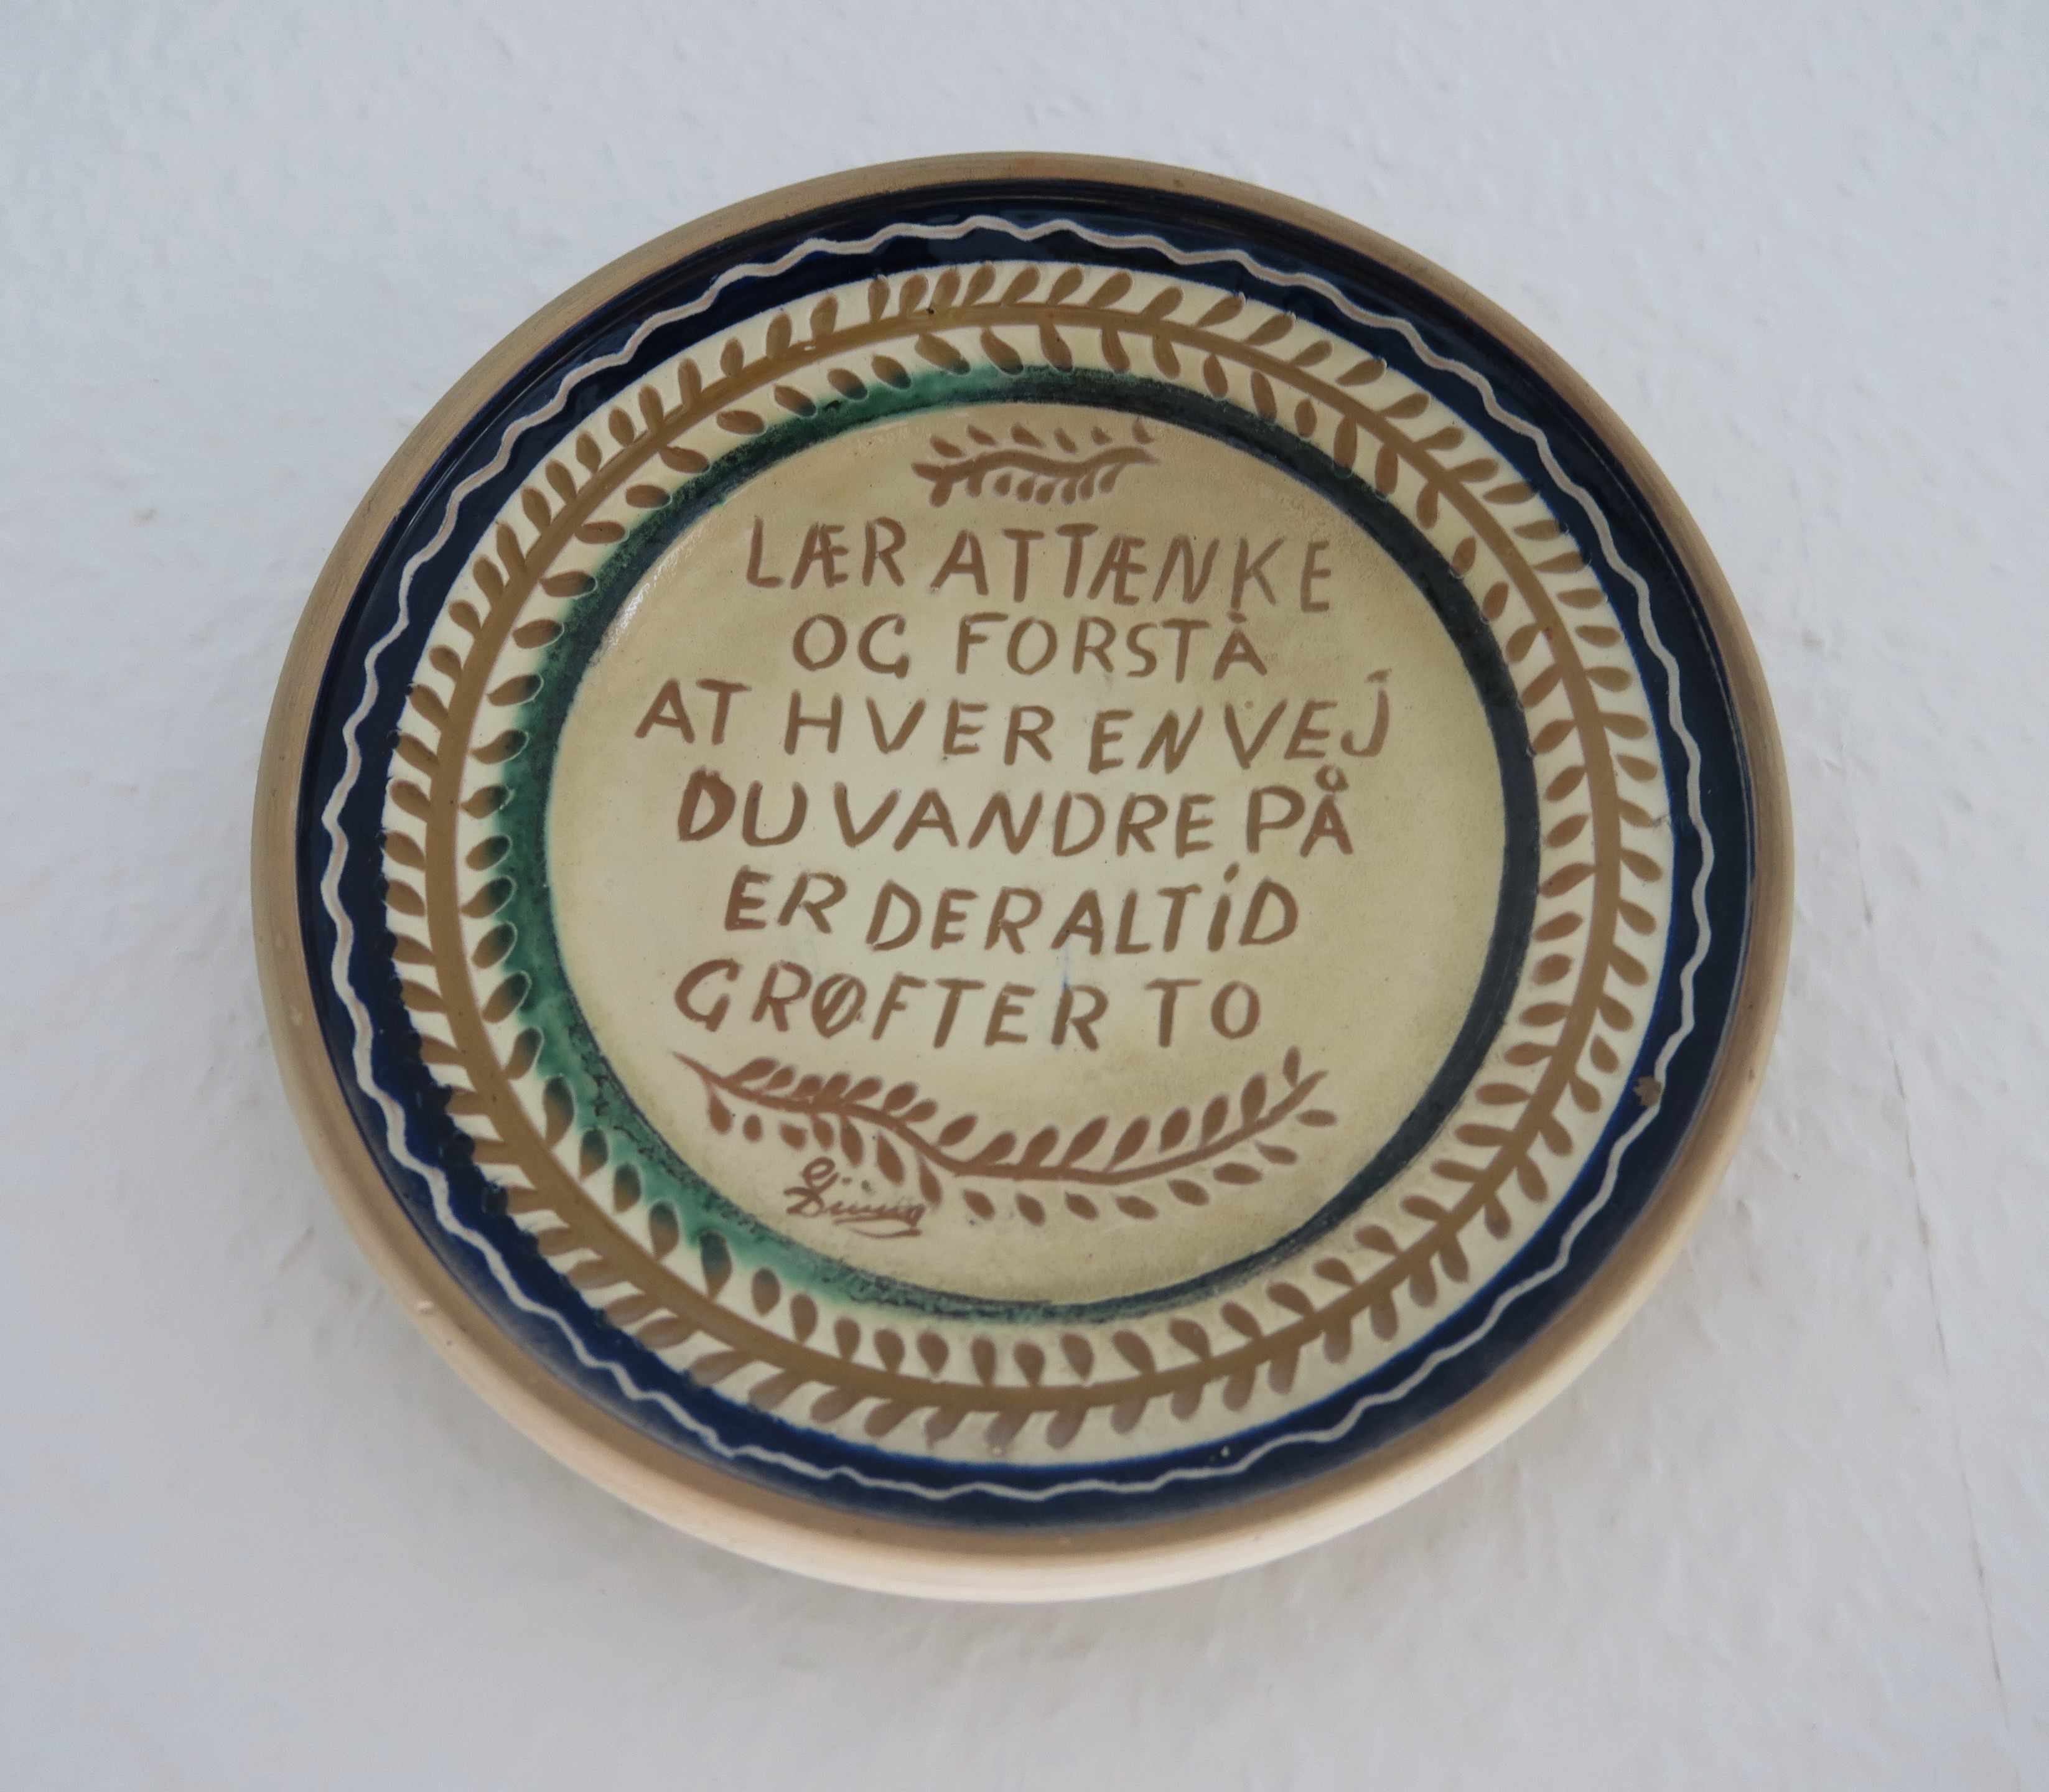 LÆR AT TÆNKE
OG FORSTÅ
AT HVER EN VEJ
DU VANDRE PÅ
ER DER ALTID
GRØFTER TO